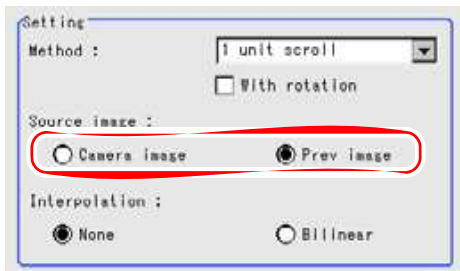 Setting
Method :
1 unit scroll
With rotation
Source image :
Camera image
Prev image
Interpolation :
None
Bilinear